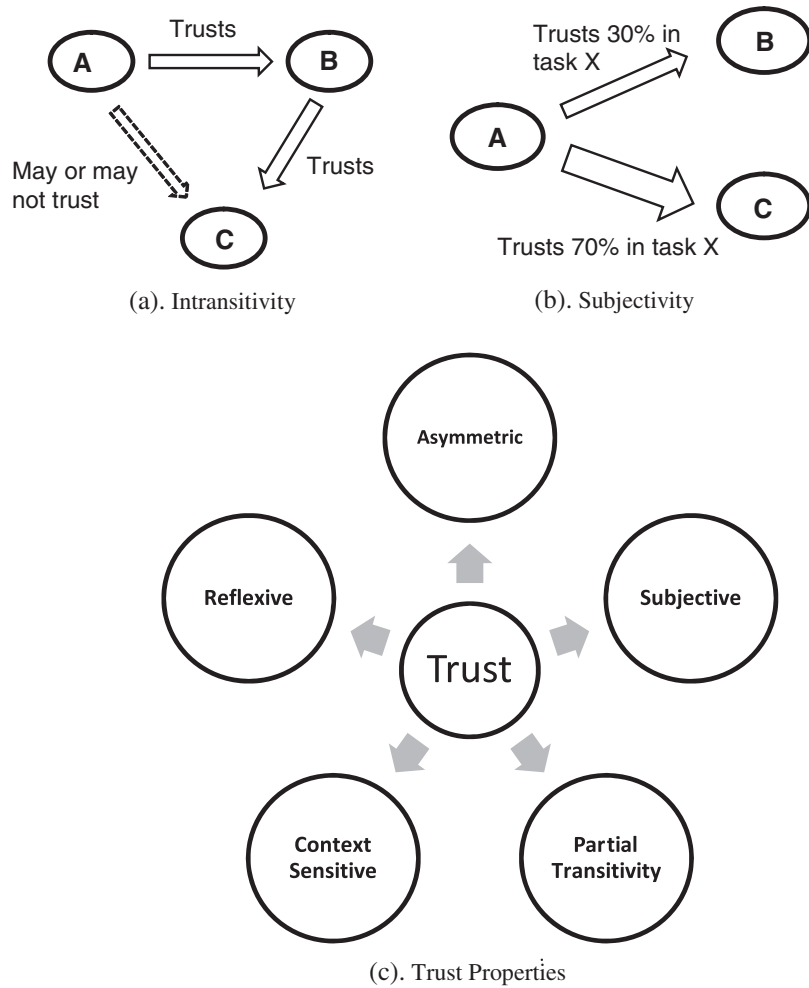 Trusts
A
B
May or may
not trust
Trusts
C
(a). Intransitivity
Trusts 30% in
task X
B
A
C
Trusts 70% in task X
(b). Subjectivity
Asymmetric
Reflexive
Subjective
Trust
Context
Sensitive
Partial
Transitivity
(c). Trust Properties